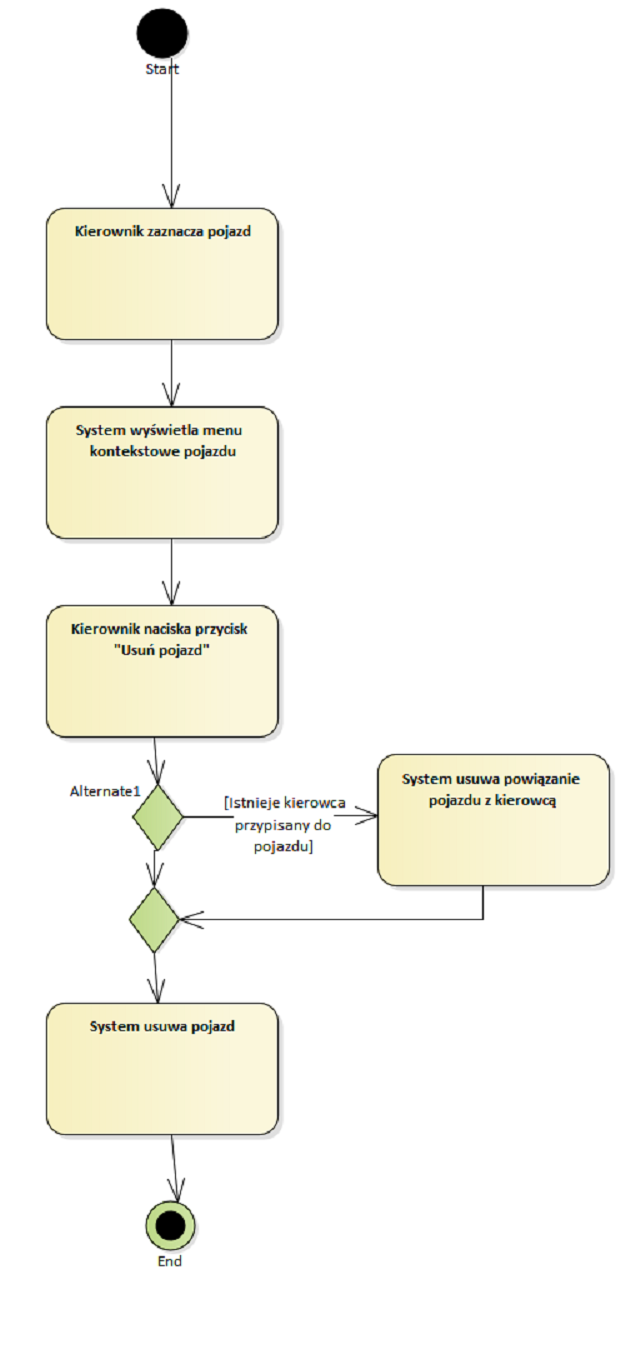 Start
Kierownik zaznacza pojazd
System wyświetla menu
kontekstowe pojazdu
Kierownik naciska przycisk
"Usuń pojazd"
Alternate1
[Istnieje kierowca
przypisany do
pojazdu]
System usuwa powiązanie
pojazdu z kierowcą
System usuwa pojazd
End